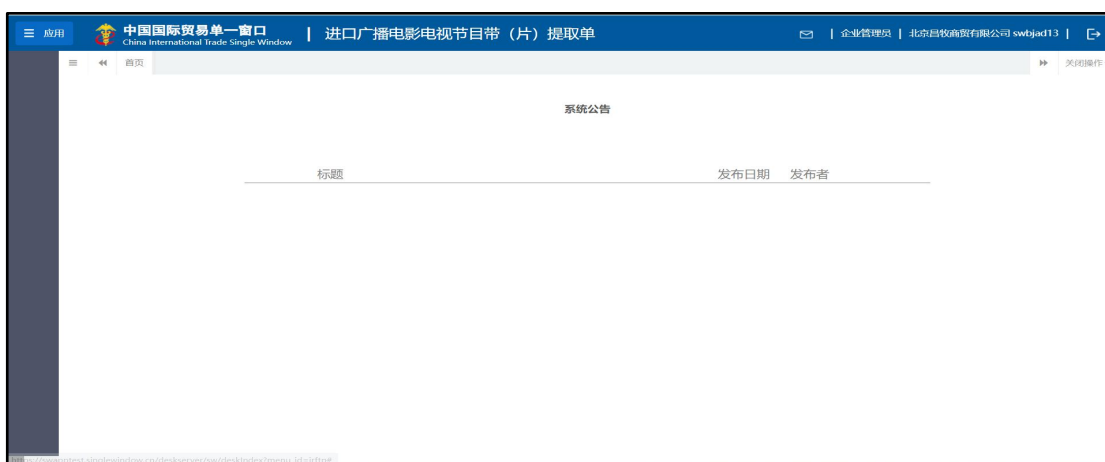 应用 中国国际贸易单一窗口 | 进口广播电影电视节目带（片）提取单 | 企业管理员 | 北京昌牧商贸有限公司 swbjad13 |
China International Trade Single Window
首页 关闭操作
系统公告
标题 发布日期 发布者